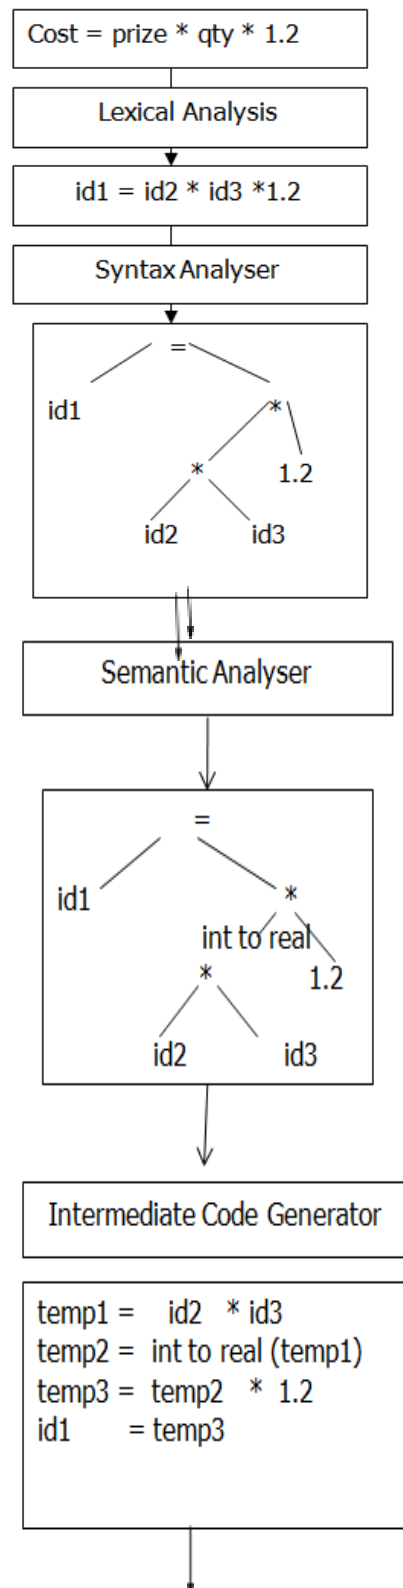 Cost = prize * qty * 1.2
Lexical Analysis
id1 = id2 * id3 *1.2
Syntax Analyser
=
id1 *
* 1.2
id2 id3
Semantic Analyser
=
id1 *
int to real
* 1.2
id2 id3
Intermediate Code Generator
temp1 = id2 * id3
temp2 = int to real (temp1)
temp3 = temp2 * 1.2
id1 = temp3